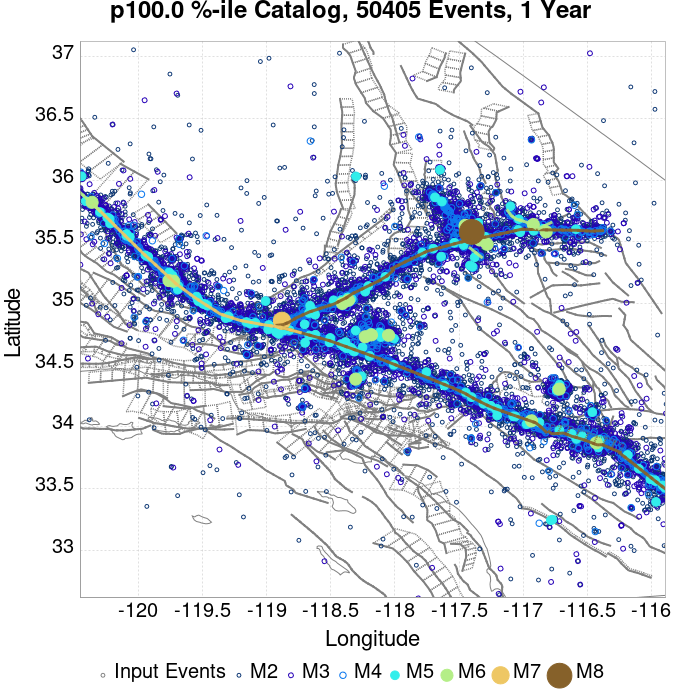 p100.0 %-ile Catalog, 50405 Events, 1 Year
37
36.5
36
35.5
35
34.5
34
33.5
33
Latitude
-120 -119.5 -119 -118.5 -118 -117.5 -117 -116.5 -116
Longitude
Input Events M2 M3 M4 M5 M6 M7 M8